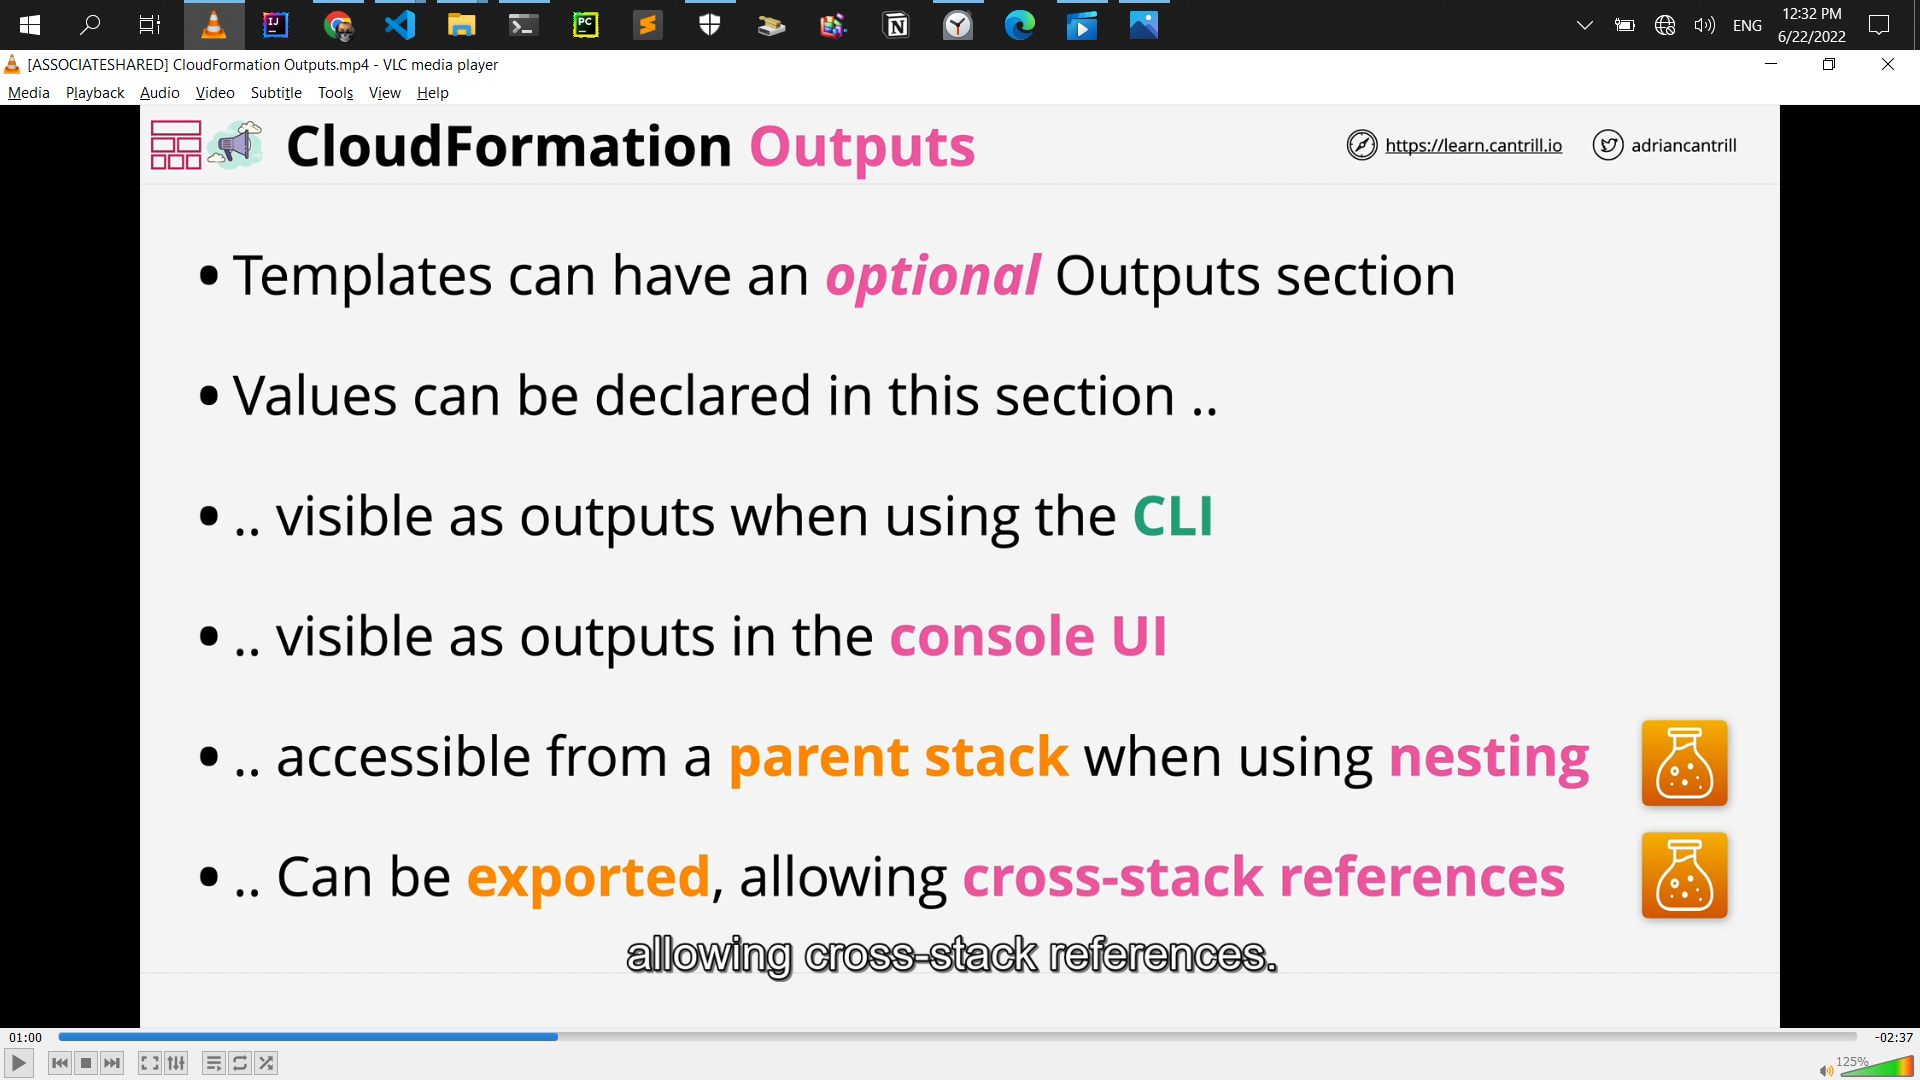 ENG
12:32 PM
6/22/2022
[ASSOCIATESHARED] CloudFormation Outputs.mp4 - VLC media player
Media Playback Audio Video Subtitle Tools View Help
CloudFormation Outputs
https://learn.cantrill.io
adriancantrill
• Templates can have an optional Outputs section
• Values can be declared in this section ..
• .. visible as outputs when using the CLI
• .. visible as outputs in the console UI
• .. accessible from a parent stack when using nesting
• .. Can be exported, allowing cross-stack references
allowing cross-stack references.
01:00
-02:37
125%